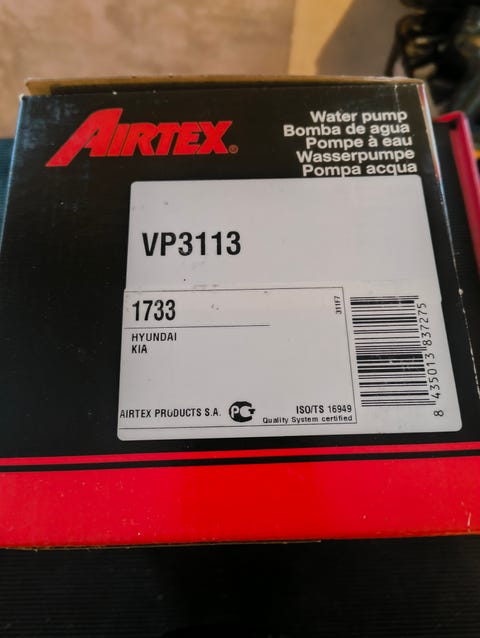 AIRTEX®
Water pump
Bomba de agua
Pompe à eau
Wasserpumpe
Pompa acqua
VP3113
1733
HYUNDAI
KIA
311F7
AIRTEX PRODUCTS S.A.
ISO/TS 16949
Quality System certified
8 435013 837275